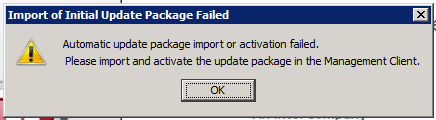 Import of Initial Update Package Failed
Automatic update package import or activation failed.
Please import and activate the update package in the Management Client.
OK